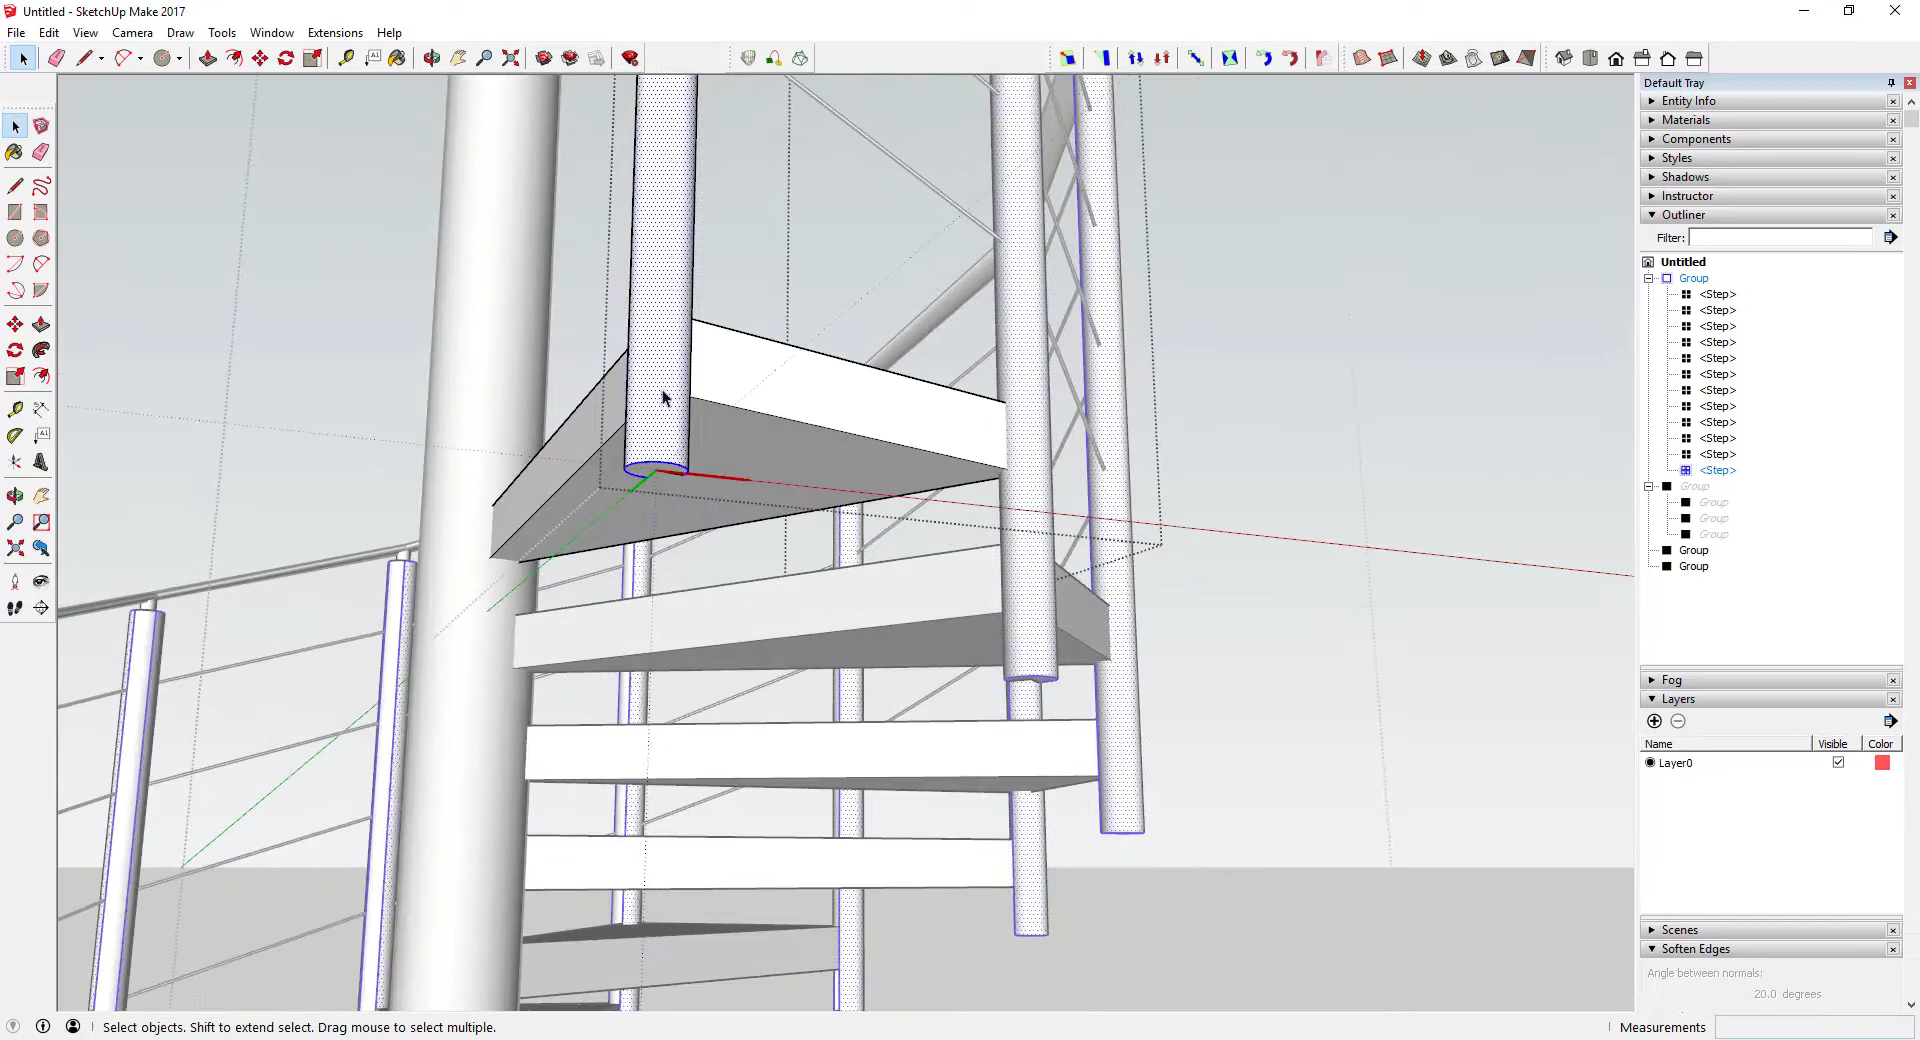 Untitled - SketchUp Make 2017
File Edit View Camera Draw Tools Window Extensions Help
Default Tray
Entity Info
Materials
Components
Styles
Shadows
Instructor
Outliner
Filter:
Untitled
Group
<Step>
<Step>
<Step>
<Step>
<Step>
<Step>
<Step>
<Step>
<Step>
<Step>
<Step>
<Step>
Group
Group
Group
Group
Group
Group
Fog
Layers
Name Visible Color
Layer0
Scenes
Soften Edges
Angle between normals:
20.0 degrees
Select objects. Shift to extend select. Drag mouse to select multiple.
Measurements